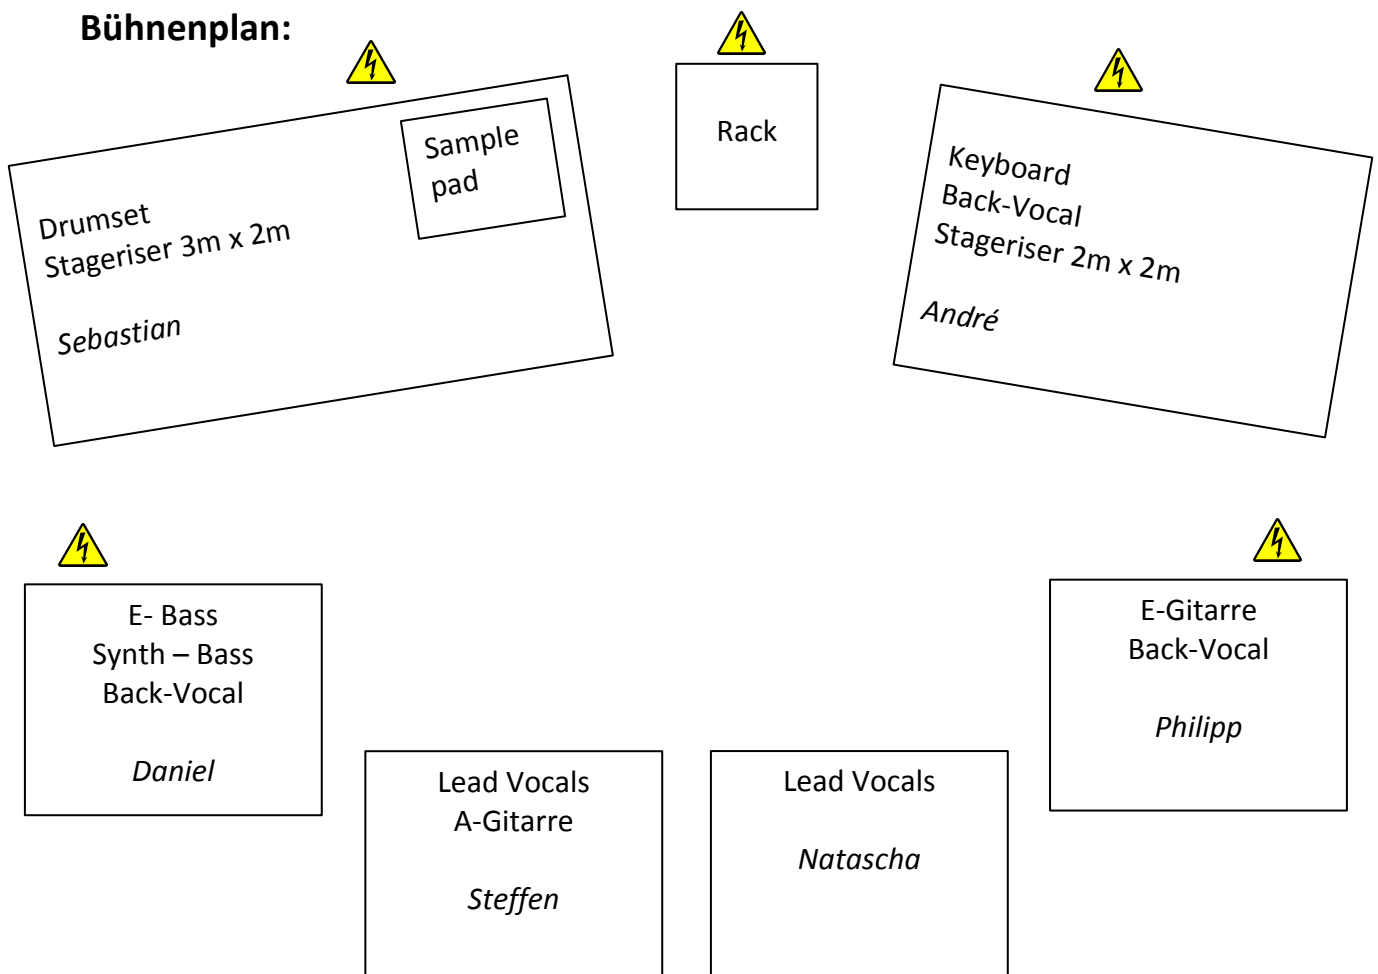 Bühnenplan:
Sample
pad
Drumset
Stageriser 3m x 2m
Sebastian
Rack
Keyboard
Back-Vocal
Stageriser 2m x 2m
André
E- Bass
Synth – Bass
Back-Vocal
Daniel
Lead Vocals
A-Gitarre
Steffen
Lead Vocals
Natascha
E-Gitarre
Back-Vocal
Philipp